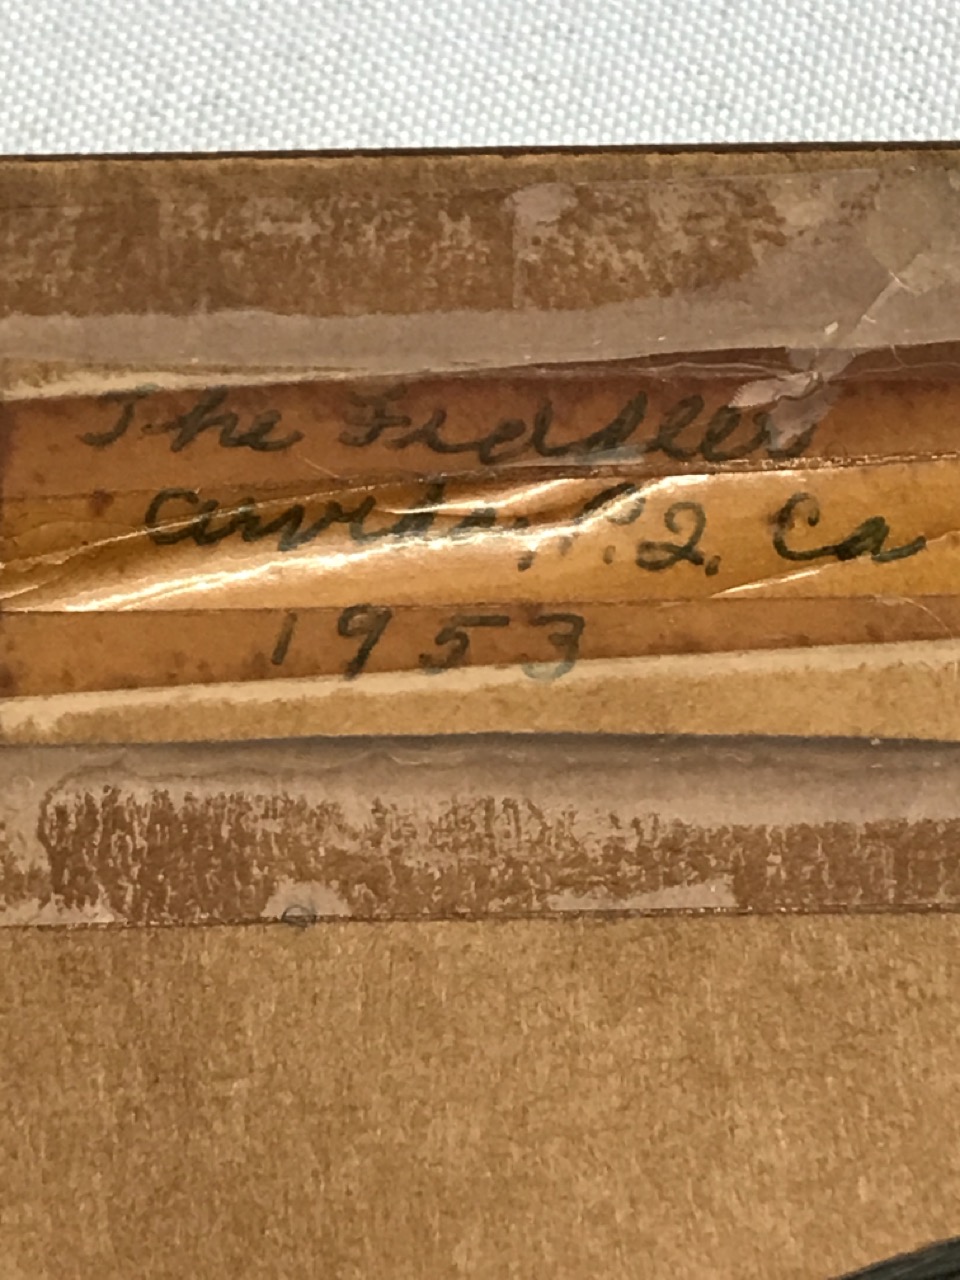 The Fiddler
Arvida, P.Q. Ca
1953